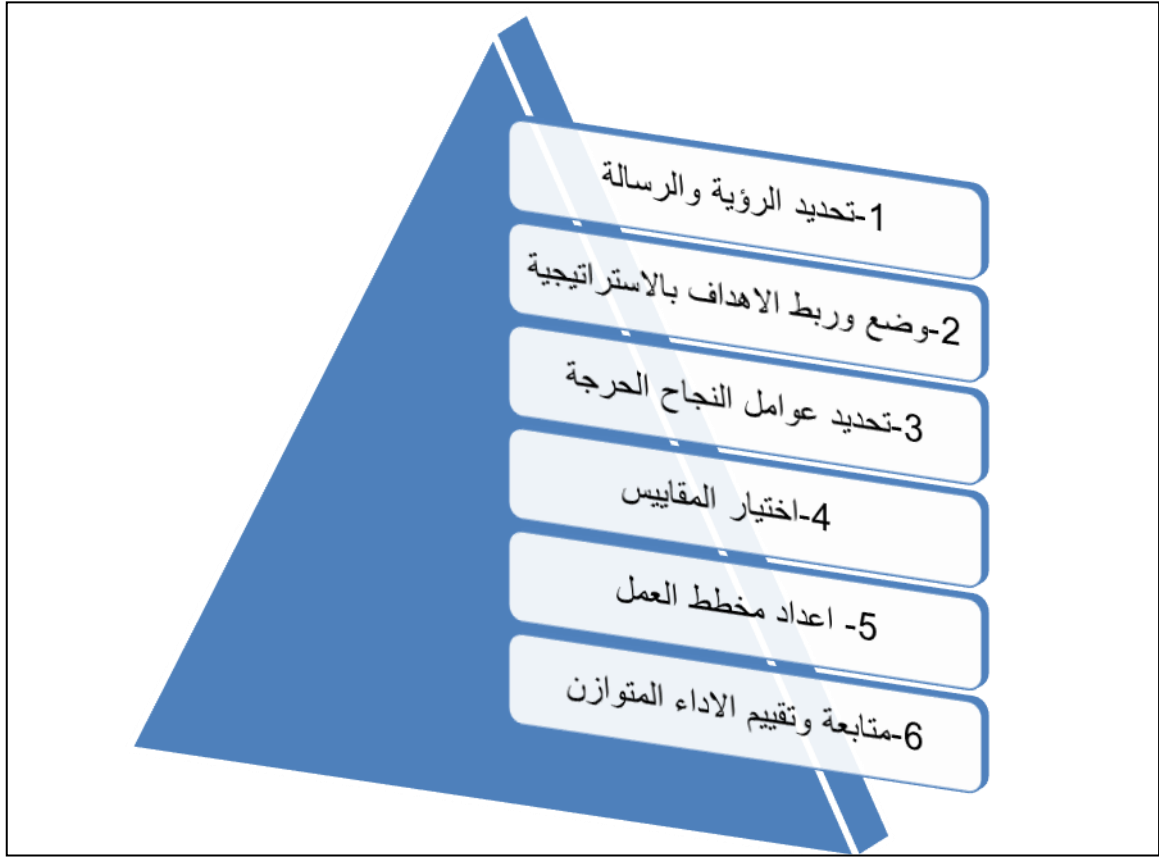 1-تحديد الرؤية والرسالة
2-وضع وربط الاهداف بالاستراتيجية
3-تحديد عوامل النجاح الحرجة
4-اختيار المقاييس
5- اعداد مخطط العمل
6-متابعة وتقييم الاداء المتوازن